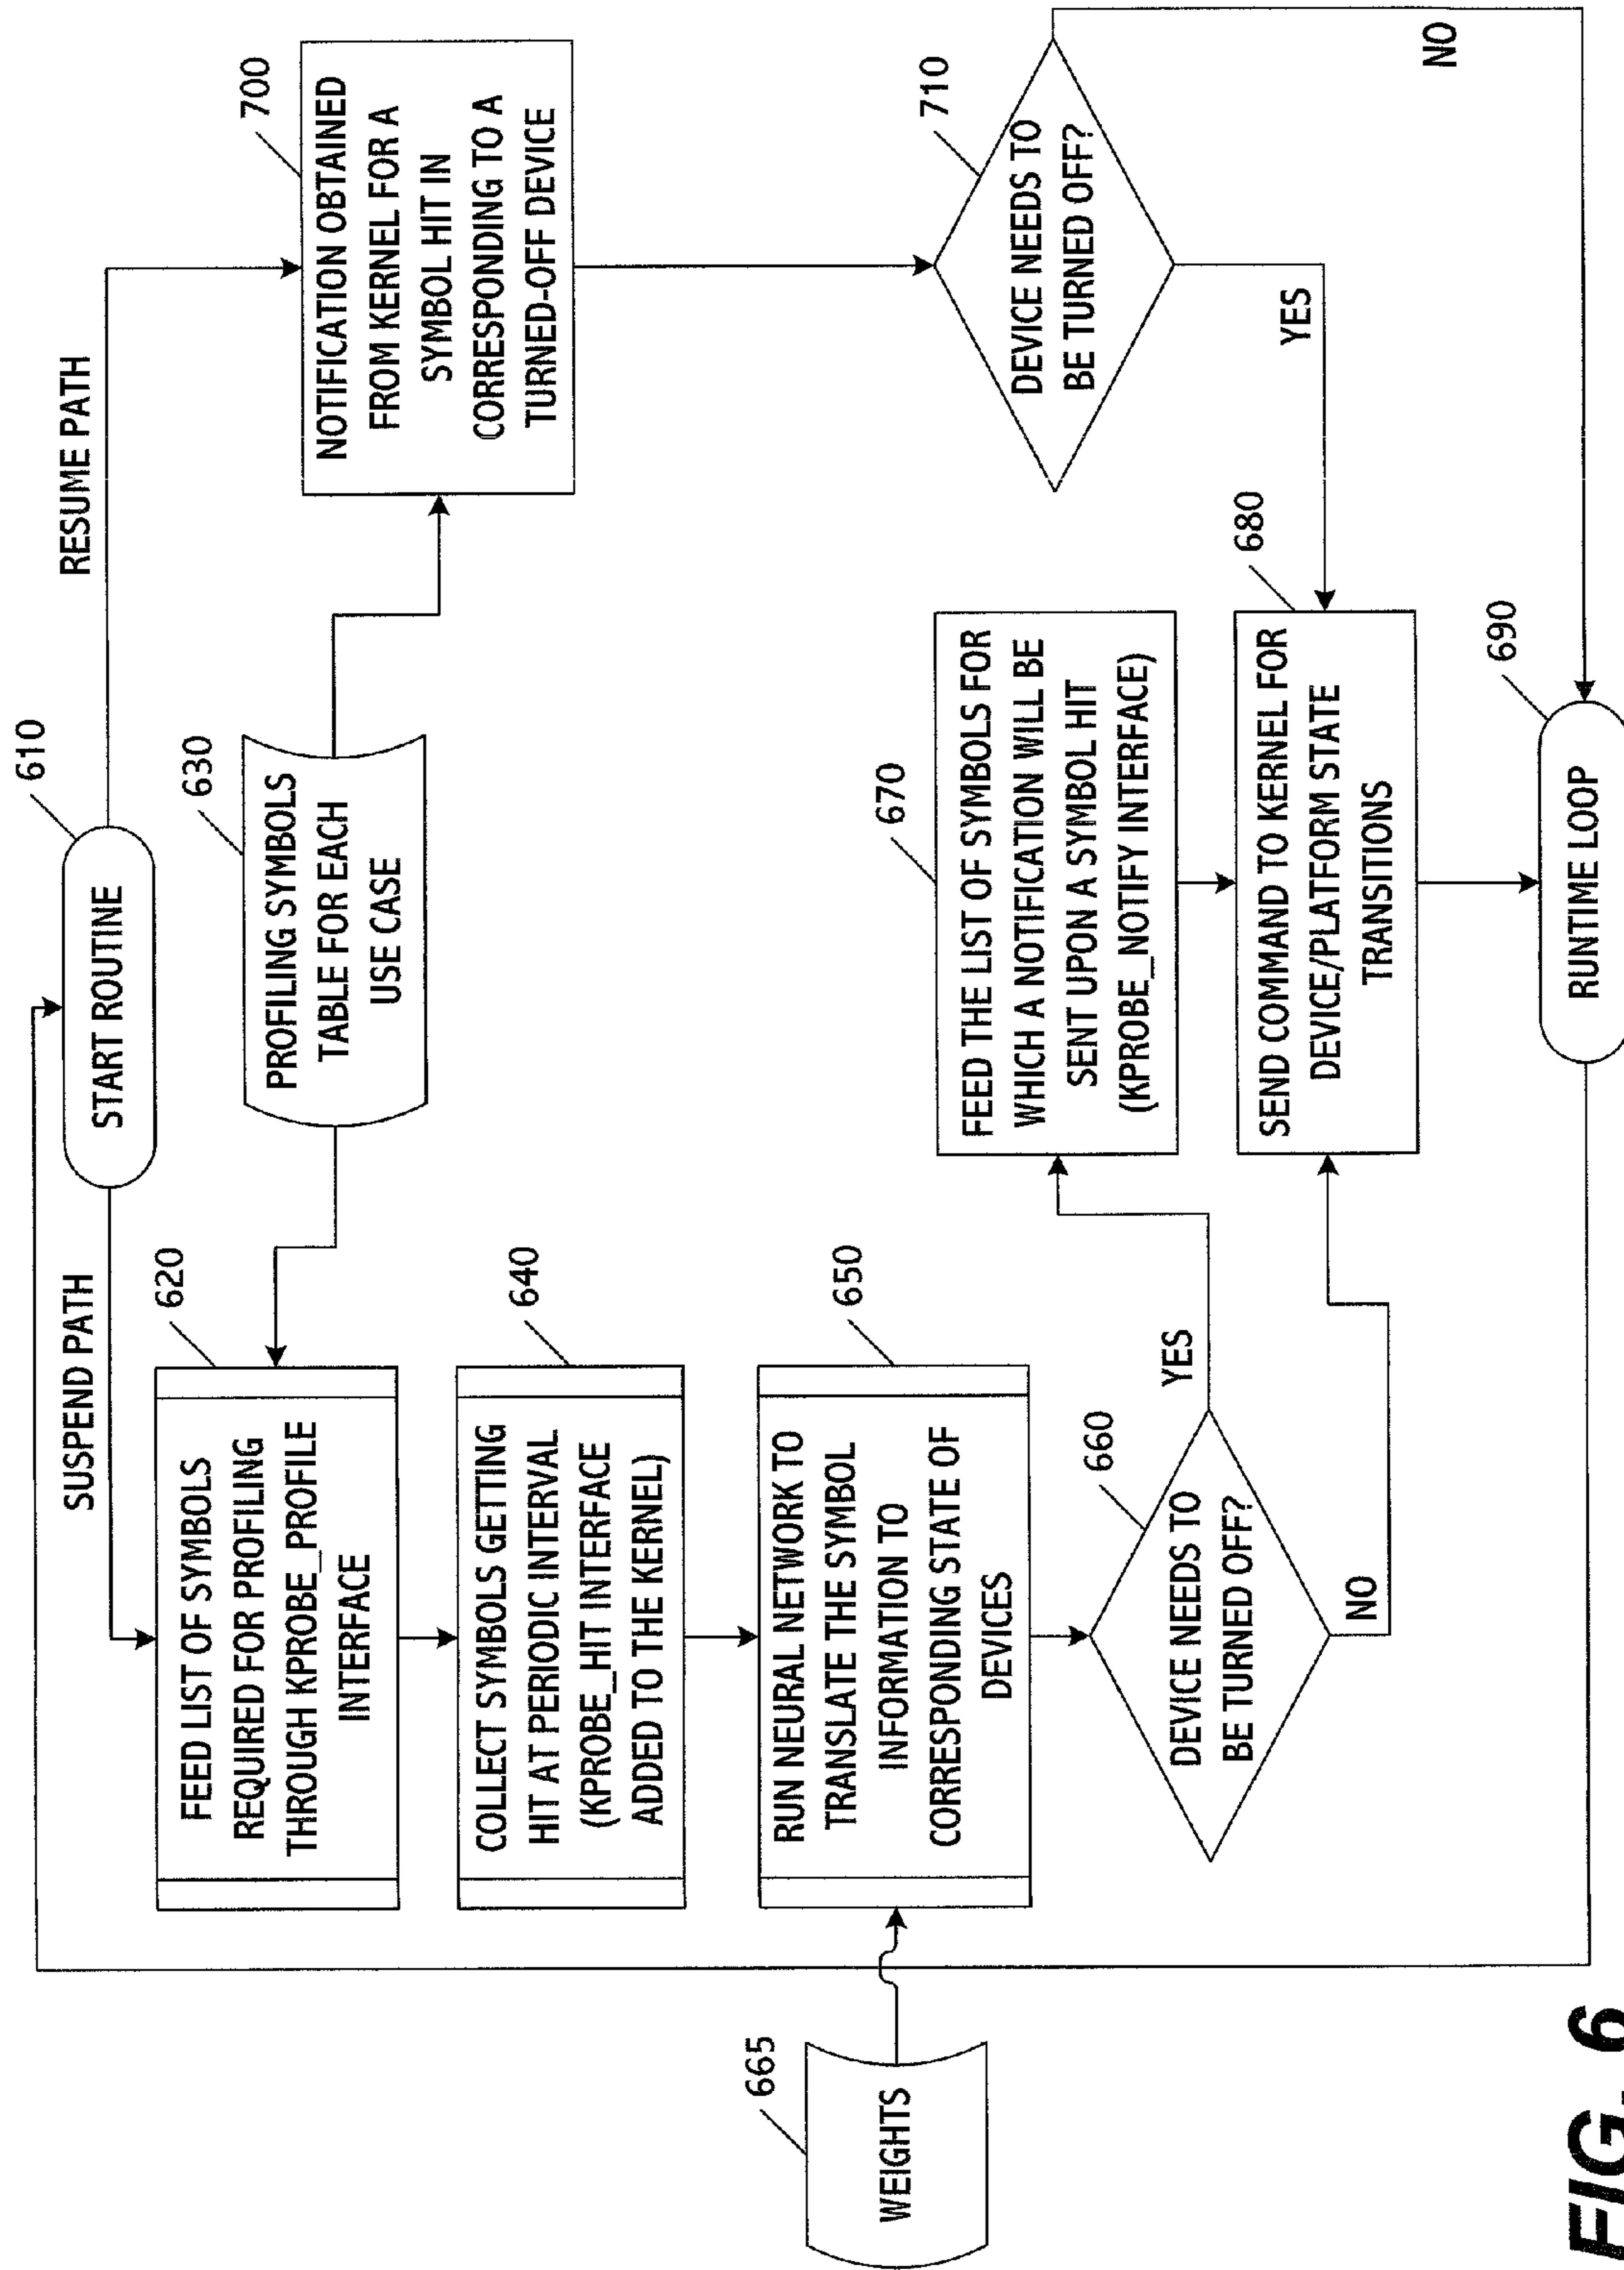 610
START ROUTINE
SUSPEND PATH
RESUME PATH
620
FEED LIST OF SYMBOLS
REQUIRED FOR PROFILING
THROUGH KPROBE_PROFILE
INTERFACE
630
PROFILING SYMBOLS
TABLE FOR EACH
USE CASE
700
NOTIFICATION OBTAINED
FROM KERNEL FOR A
SYMBOL HIT IN
CORRESPONDING TO A
TURNED-OFF DEVICE
640
COLLECT SYMBOLS GETTING
HIT AT PERIODIC INTERVAL
(KPROBE_HIT INTERFACE
ADDED TO THE KERNEL)
665
WEIGHTS
650
RUN NEURAL NETWORK TO
TRANSLATE THE SYMBOL
INFORMATION TO
CORRESPONDING STATE OF
DEVICES
660
DEVICE NEEDS TO
BE TURNED OFF?
YES
NO
670
FEED THE LIST OF SYMBOLS FOR
WHICH A NOTIFICATION WILL BE
SENT UPON A SYMBOL HIT
(KPROBE_NOTIFY INTERFACE)
710
DEVICE NEEDS TO
BE TURNED OFF?
YES
NO
680
SEND COMMAND TO KERNEL FOR
DEVICE/PLATFORM STATE
TRANSITIONS
690
RUNTIME LOOP
FIG. 6